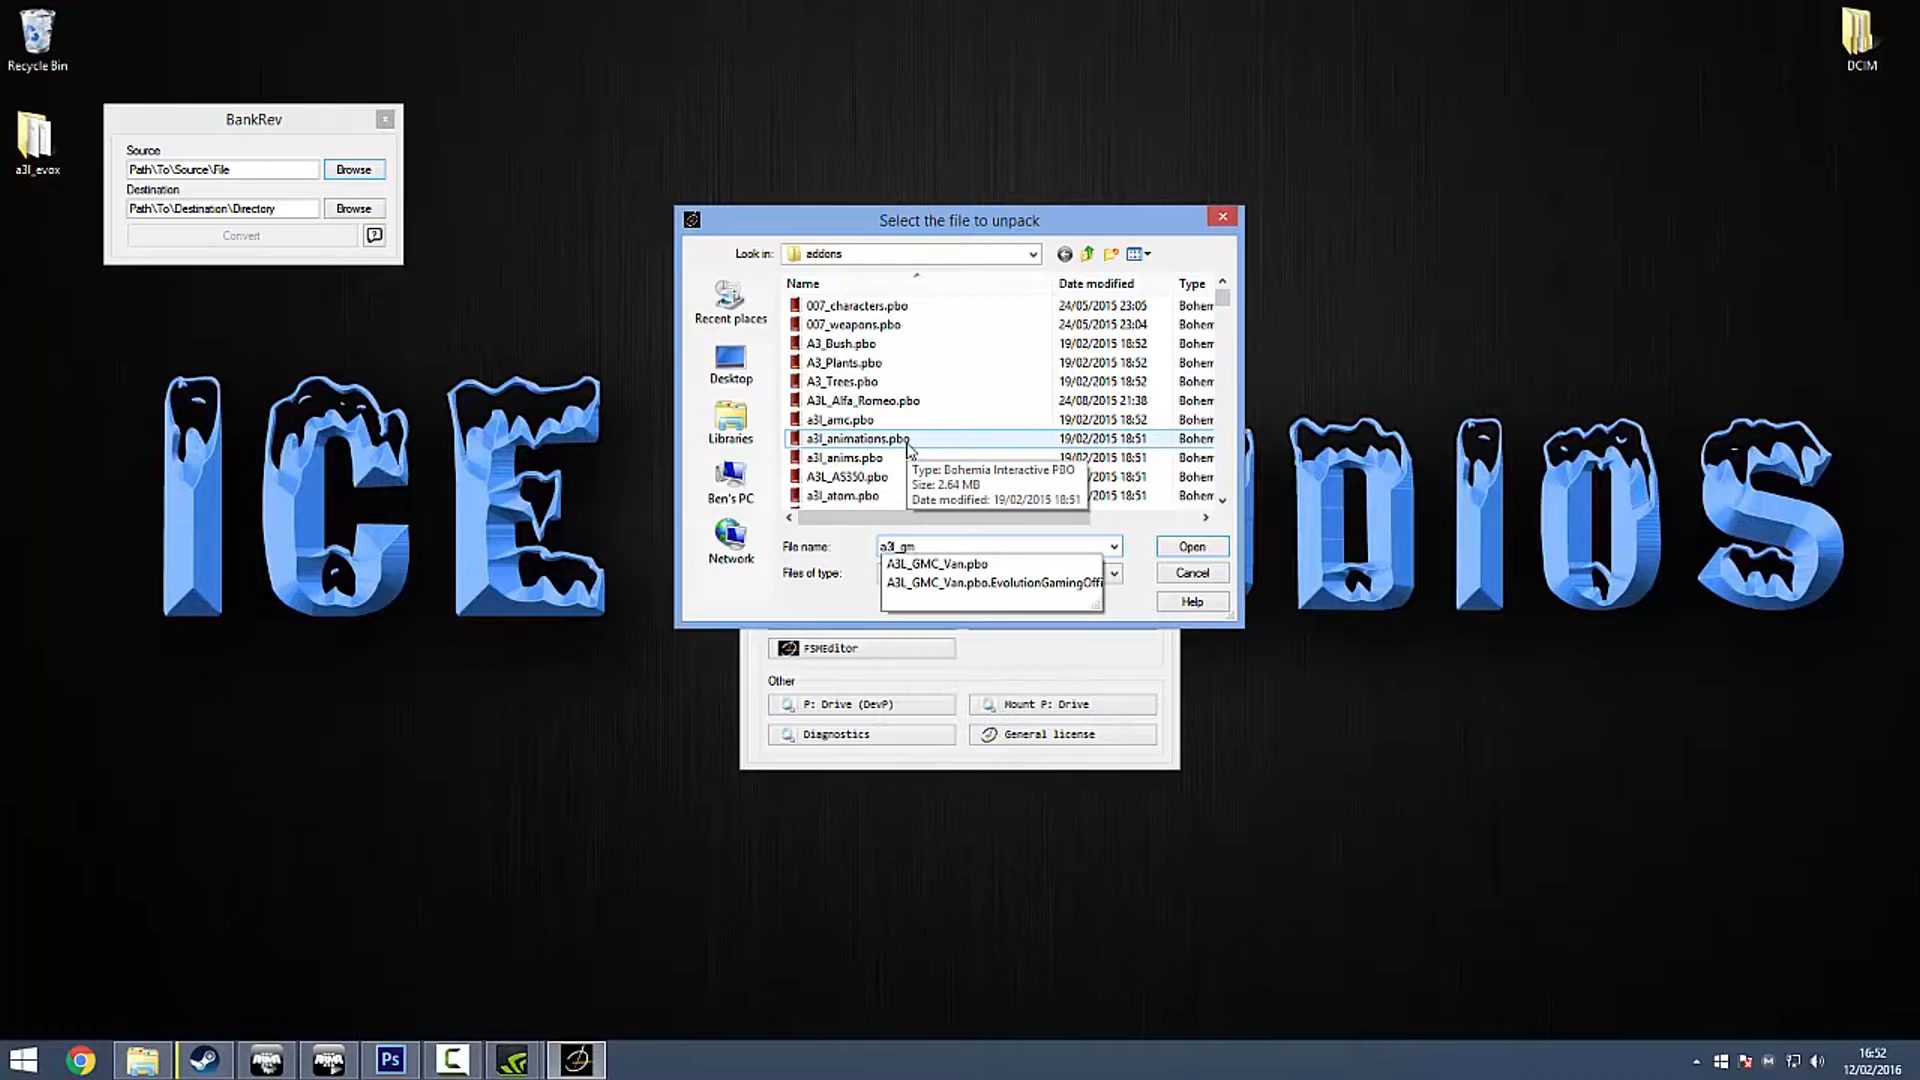 Recycle Bin
DCIM
a3l_evox
BankRev
Source
Path\To\Source\File
Browse
Destination
Path\To\Destination\Directory
Browse
Convert
Select the file to unpack
Look in:
addons
Recent places
Desktop
Libraries
Ben's PC
Network
Name
Date modified
Type
007_characters.pbo
24/05/2015 23:05
Bohem
007_weapons.pbo
24/05/2015 23:04
Bohem
A3_Bush.pbo
19/02/2015 18:52
Bohem
A3_Plants.pbo
19/02/2015 18:52
Bohem
A3_Trees.pbo
19/02/2015 18:52
Bohem
A3L_Alfa_Romeo.pbo
24/08/2015 21:38
Bohem
a3l_amc.pbo
19/02/2015 18:52
Bohem
a3l_animations.pbo
19/02/2015 18:51
Bohem
a3l_anims.pbo
19/02/2015 18:51
Bohem
A3L_AS350.pbo
18:51
Bohem
a3l_atom.pbo
18:51
Bohem
Type: Bohemia Interactive PBO
Size: 2.64 MB
Date modified: 19/02/2015 18:51
File name:
a3l_gm
Open
A3L_GMC_Van.pbo
Files of type:
A3L_GMC_Van.pbo.EvolutionGamingOffi
Cancel
Help
FSMEditor
Other
P: Drive (DevP)
Mount P: Drive
Diagnostics
General license
ICE
DIOS
Ps
16:52
12/02/2016